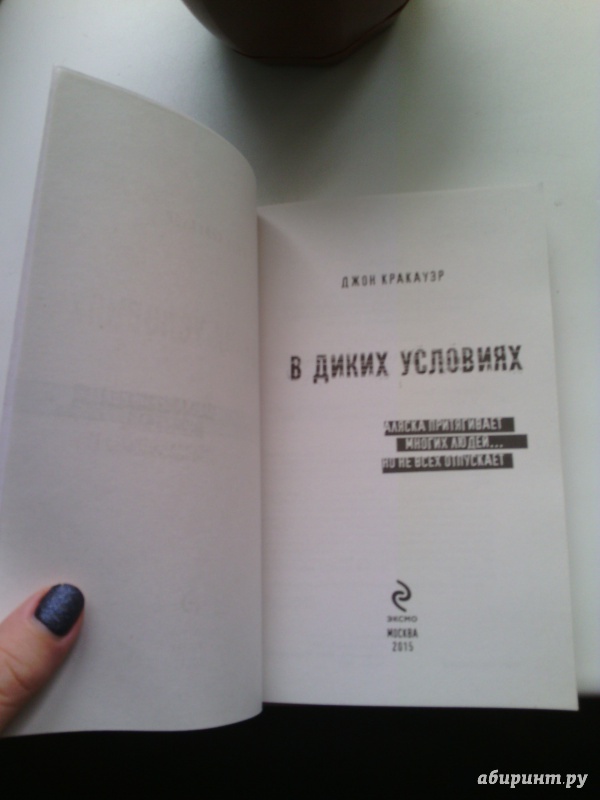 ДЖОН КРАКАУЭР
В ДИКИХ УСЛОВИЯХ
АЛЯСКА ПРИТЯГИВАЕТ
МНОГИХ ЛЮДЕЙ...
НО НЕ ВСЕХ ОТПУСКАЕТ
ЭКСМО
МОСКВА
2015
абиринт.ру